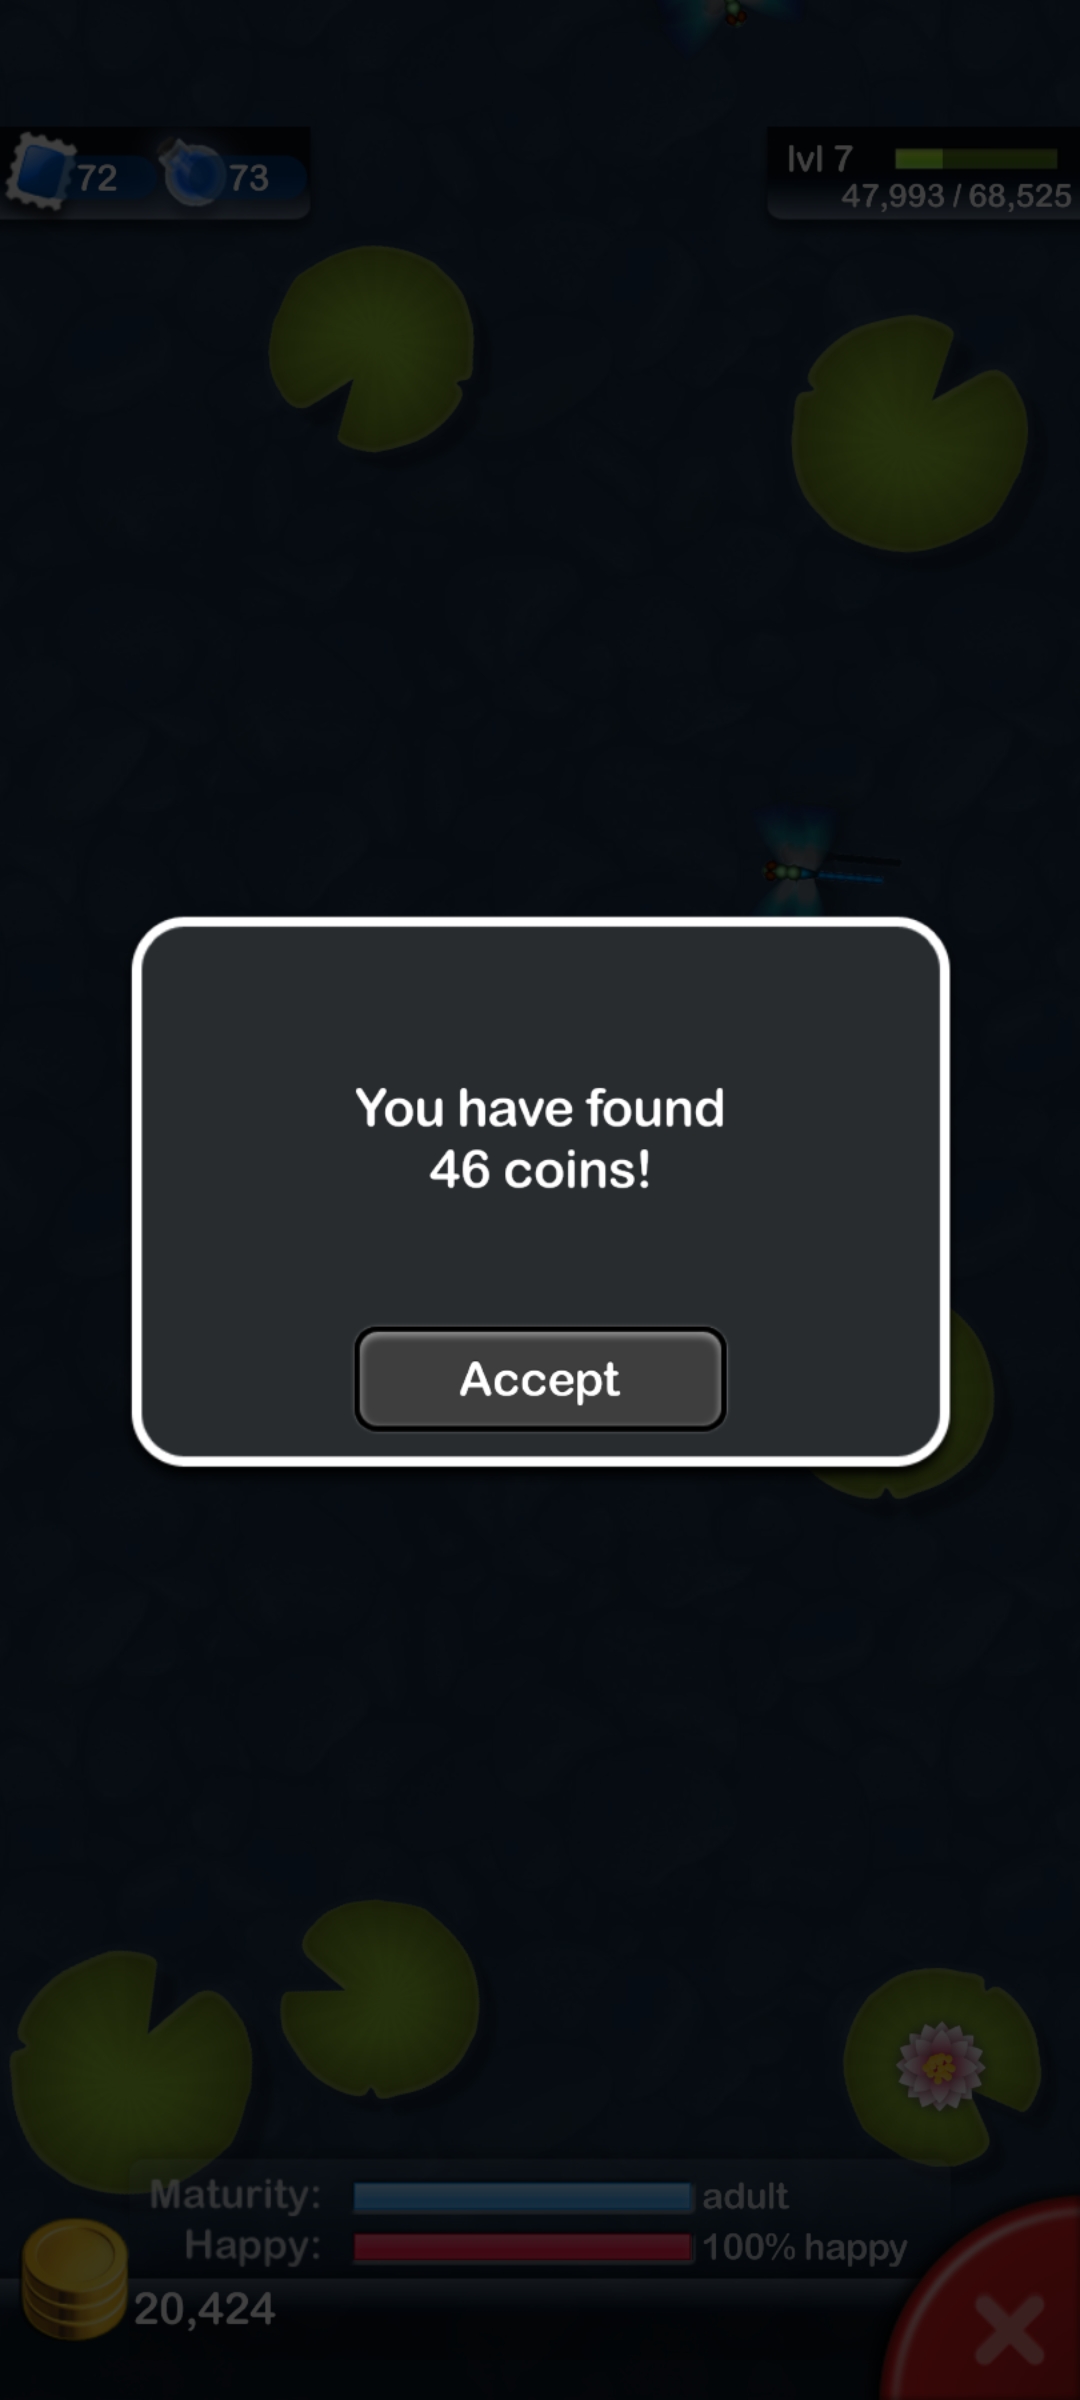 72 73
lvl 7
47,993 / 68,525
You have found
46 coins!
Accept
Maturity: adult
Happy: 100% happy
20,424